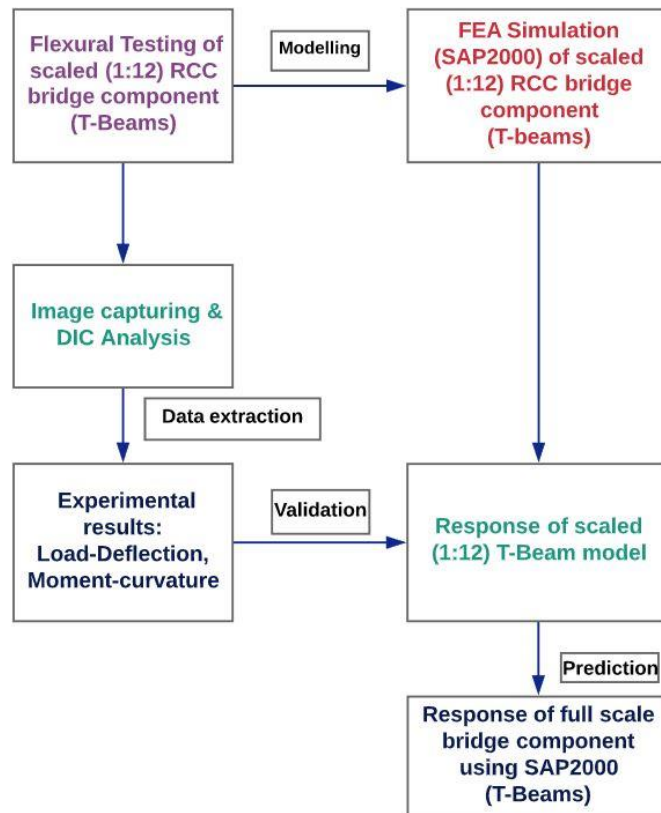 Flexural Testing of
scaled (1:12) RCC
bridge component
(T-Beams)
Modelling
FEA Simulation
(SAP2000) of scaled
(1:12) RCC bridge
component
(T-beams)
Image capturing &
DIC Analysis
Data extraction
Experimental
results:
Load-Deflection,
Moment-curvature
Validation
Response of scaled
(1:12) T-Beam model
Prediction
Response of full scale
bridge component
using SAP2000
(T-Beams)